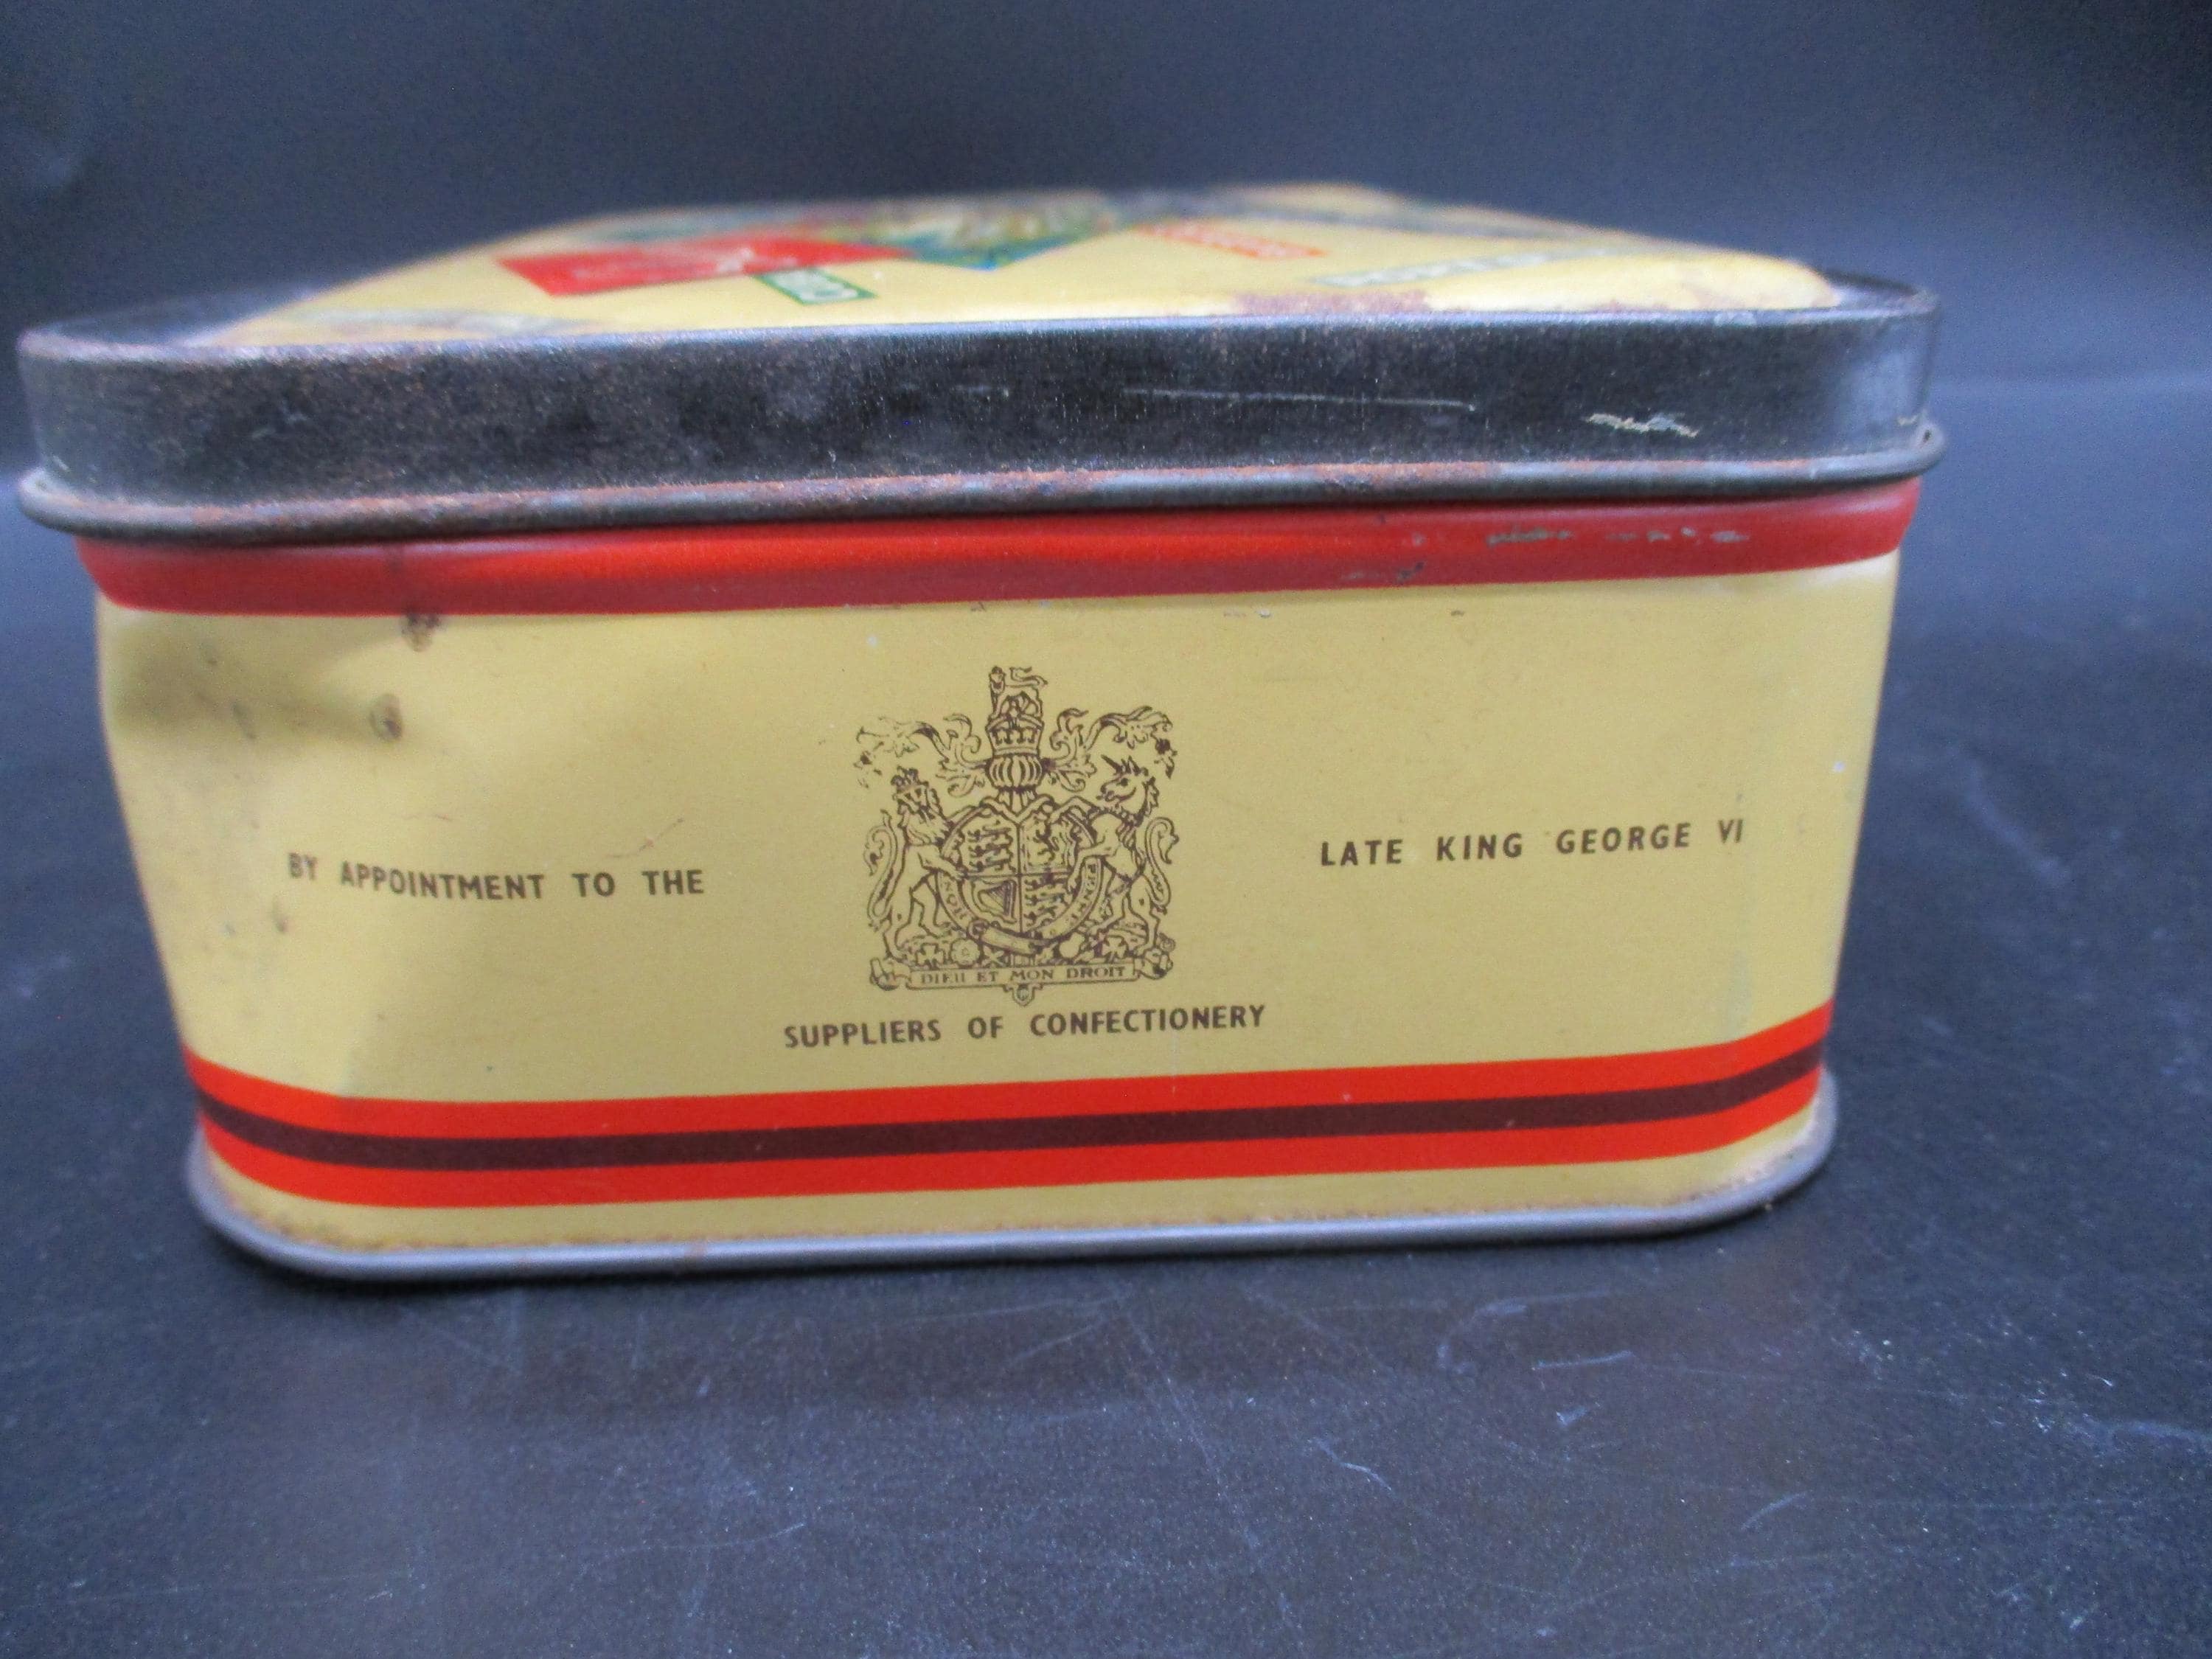 BY APPOINTMENT TO THE
LATE KING GEORGE VI
DIEU ET MON DROIT
SUPPLIERS OF CONFECTIONERY